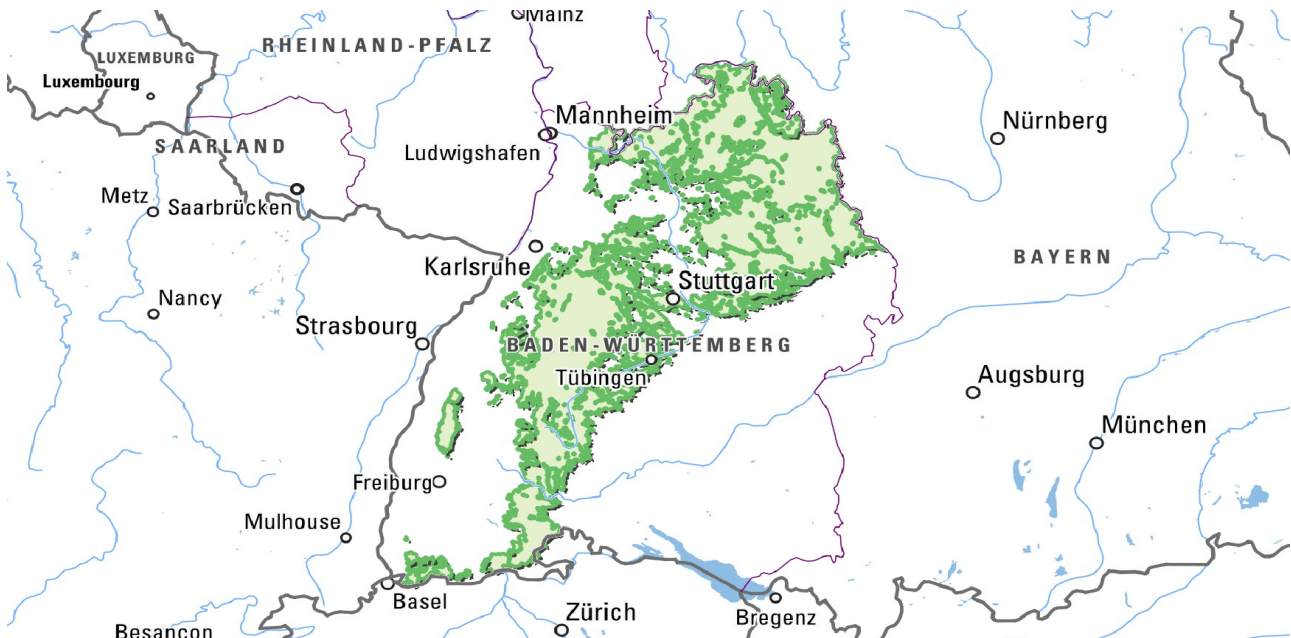 Mainz
RHEINLAND-PFALZ
LUXEMBURG
Luxembourg
Mannheim
Nürnberg
SAARLAND
Ludwigshafen
Metz
Saarbrücken
Karlsruhe
BAYERN
Stuttgart
Nancy
Strasbourg
BADEN-WÜRTTEMBERG
Tübingen
Augsburg
München
Freiburg
Mulhouse
Basel
Zürich
Bregenz
Besançon